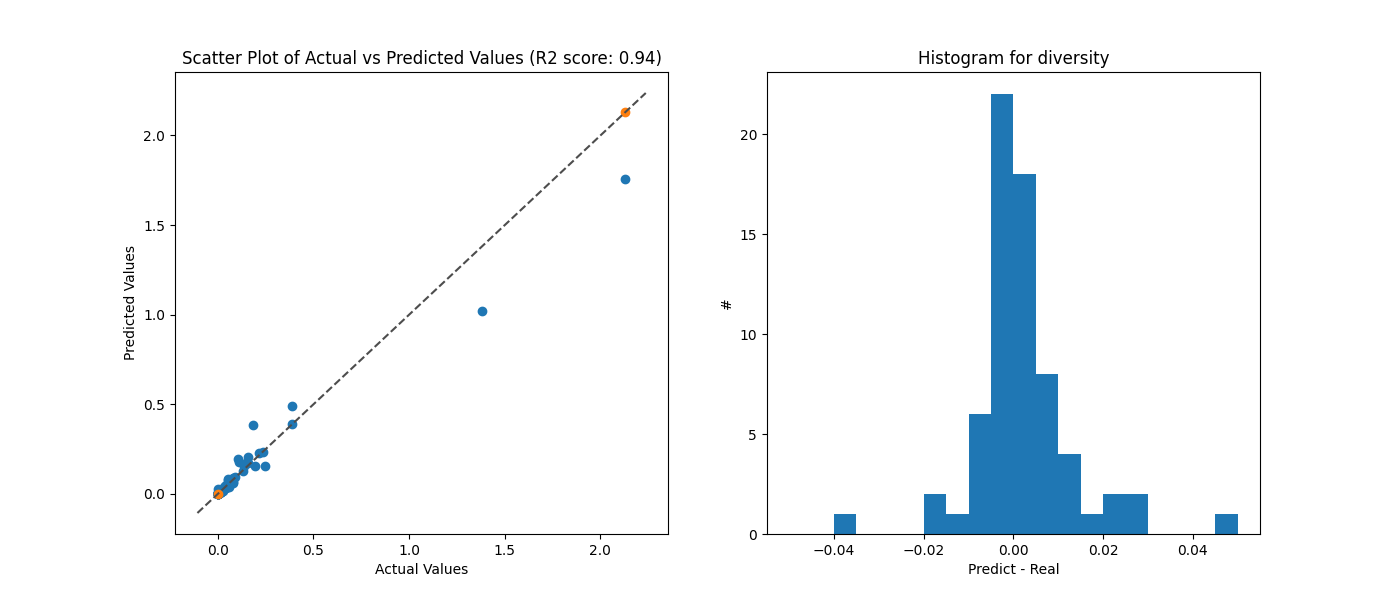 Scatter Plot of Actual vs Predicted Values (R2 score: 0.94)
2.0
1.5
1.0
0.5
0.0
Predicted Values
0.0 0.5 1.0 1.5 2.0
Actual Values
Histogram for diversity
20
15
10
5
0
#
−0.04 −0.02 0.00 0.02 0.04
Predict - Real